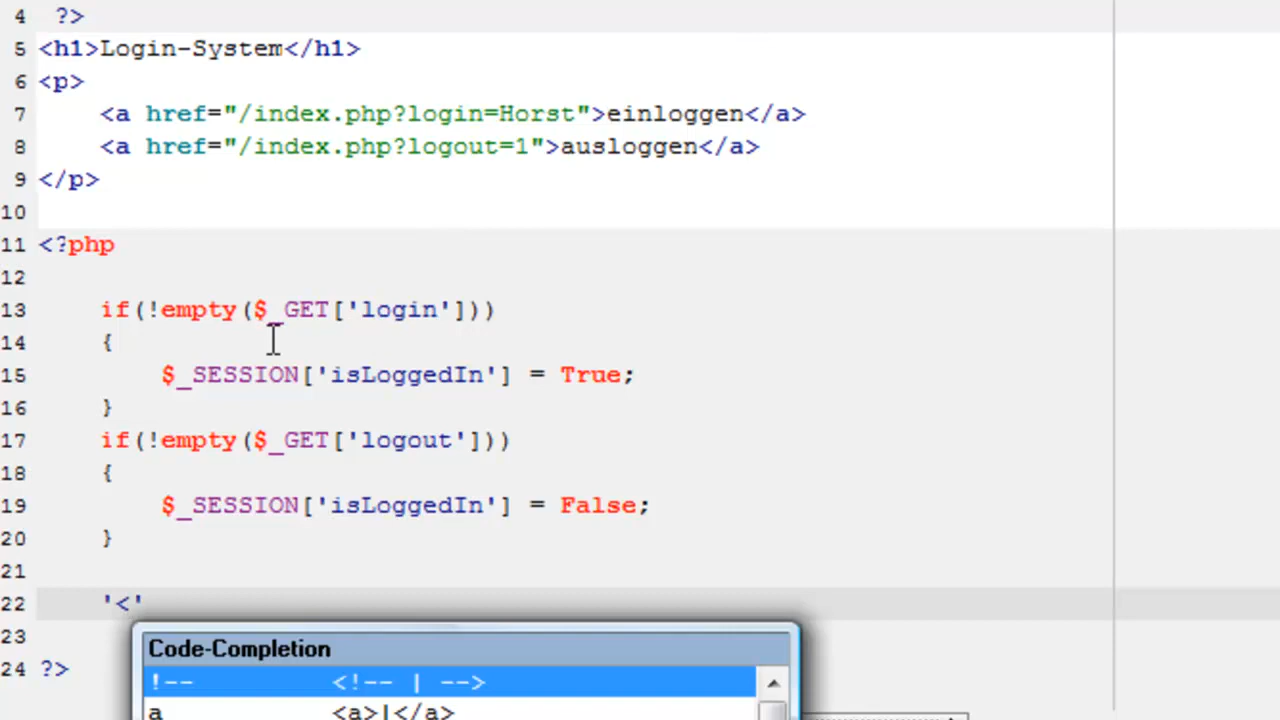 4 ?>
5 <h1>Login-System</h1>
6 <p>
7 <a href="/index.php?login=Horst">einloggen</a>
8 <a href="/index.php?logout=1">ausloggen</a>
9 </p>
10
11 <?php
12
13 if(!empty($_GET['login']))
14 {
15 $_SESSION['isLoggedIn'] = True;
16 }
17 if(!empty($_GET['logout']))
18 {
19 $_SESSION['isLoggedIn'] = False;
20 }
21
22 '<'
23
24 ?>
Code-Completion
!-- <!-- | -->
a <a>|</a>